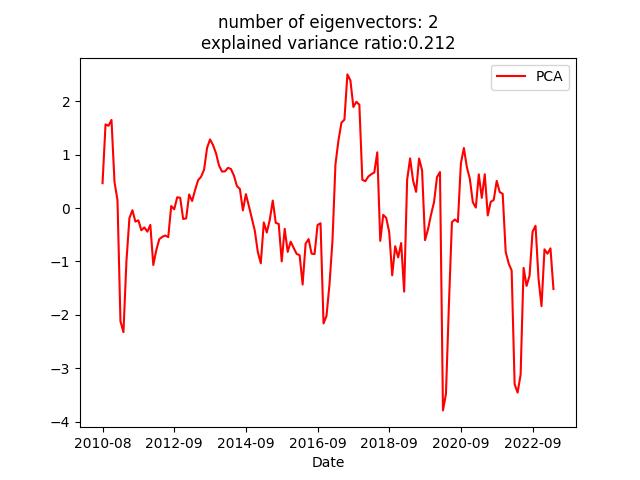 number of eigenvectors: 2
explained variance ratio:0.212
PCA
2
1
0
−1
−2
−3
−4
2010-08 2012-09 2014-09 2016-09 2018-09 2020-09 2022-09
Date